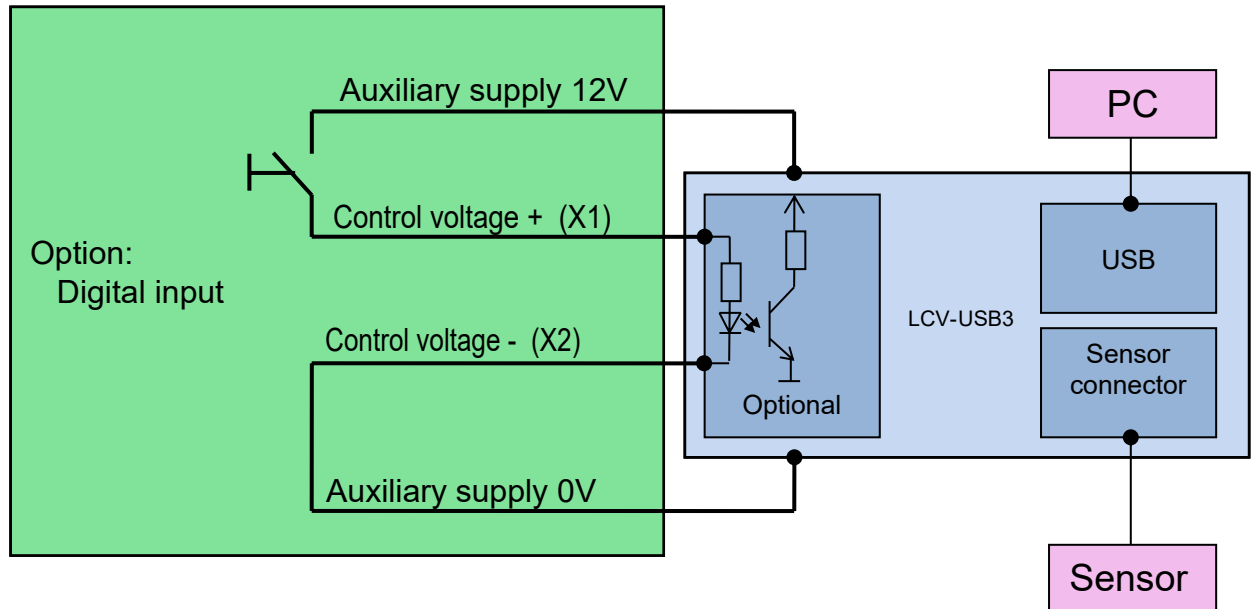 Auxiliary supply 12V
PC
Control voltage + (X1)
Option:
Digital input
USB
LCV-USB3
Control voltage - (X2)
Sensor
connector
Optional
Auxiliary supply 0V
Sensor